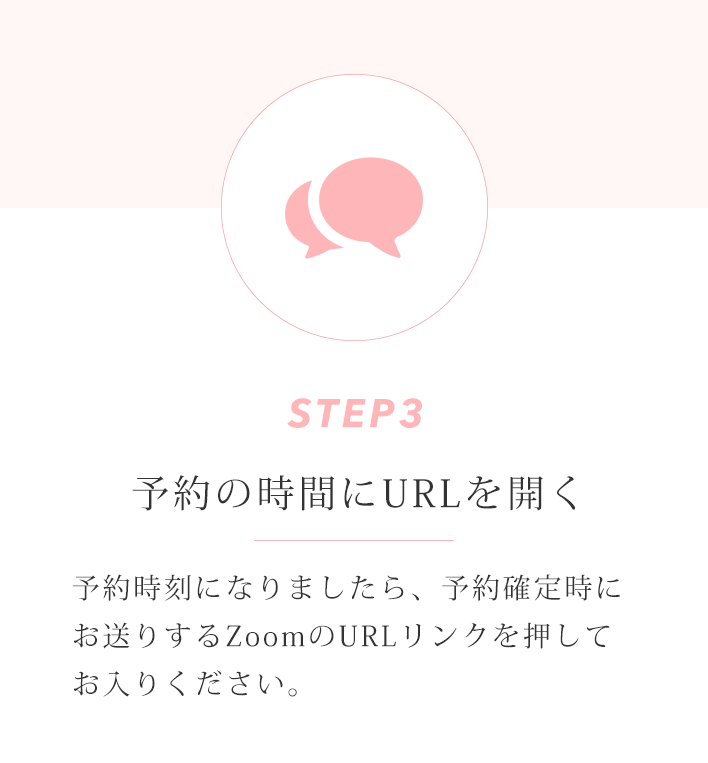 STEP3
予約の時間にURLを開く
予約時刻になりましたら、予約確定時に
お送りするZoomのURLリンクを押して
お入りください。